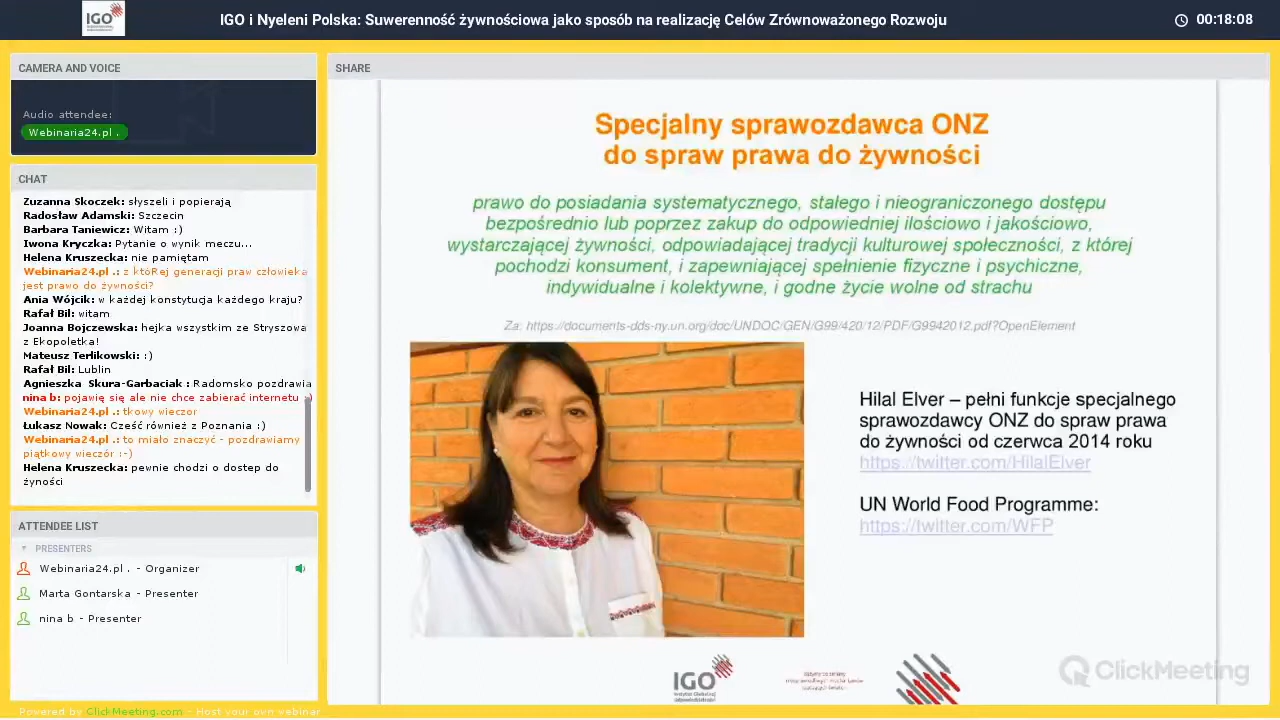 IGO
IGO i Nyeleni Polska: Suwerenność żywnościowa jako sposób na realizację Celów Zrównoważonego Rozwoju
00:18:08
CAMERA AND VOICE
Audio attendee:
Webinaria24.pl .
CHAT
Zuzanna Skoczek: słyszeli i popierają
Radosław Adamski: Szczecin
Barbara Taniewicz: Witam :)
Iwona Kryczka: Pytanie o wynik meczu...
Helena Kruszecka: nie pamiętam
Webinaria24.pl .: z któRej generacji praw człowieka
jest prawo do żywności?
Ania Wójcik: w każdej konstytucja każdego kraju?
Rafał Bil: witam
Joanna Bojczewska: hejka wszystkim ze Stryszowa
z Ekopoletka!
Mateusz Terlikowski: :)
Rafał Bil: Lublin
Agnieszka Skura-Garbaciak : Radomsko pozdrawia
nina b: pojawię się ale nie chce zabierać internetu :)
Webinaria24.pl .: tkowy wieczor
Łukasz Nowak: Cześć również z Poznania :)
Webinaria24.pl .: to miało znaczyć - pozdrawiamy
piątkowy wieczór :-)
Helena Kruszecka: pewnie chodzi o dostep do
żyności
ATTENDEE LIST
PRESENTERS
Webinaria24.pl . - Organizer
Marta Gontarska - Presenter
nina b - Presenter
Powered by ClickMeeting.com - Host your own webinar
SHARE
Specjalny sprawozdawca ONZ
do spraw prawa do żywności
prawo do posiadania systematycznego, stałego i nieograniczonego dostępu
bezpośrednio lub poprzez zakup do odpowiedniej ilościowo i jakościowo,
wystarczającej żywności, odpowiadającej tradycji kulturowej społeczności, z której
pochodzi konsument, i zapewniającej spełnienie fizyczne i psychiczne,
indywidualne i kolektywne, i godne życie wolne od strachu
Za: https://documents-dds-ny.un.org/doc/UNDOC/GEN/G99/420/12/PDF/G9942012.pdf?OpenElement
Hilal Elver – pełni funkcje specjalnego
sprawozdawcy ONZ do spraw prawa
do żywności od czerwca 2014 roku
https://twitter.com/HilalElver
UN World Food Programme:
https://twitter.com/WFP
IGO
ClickMeeting